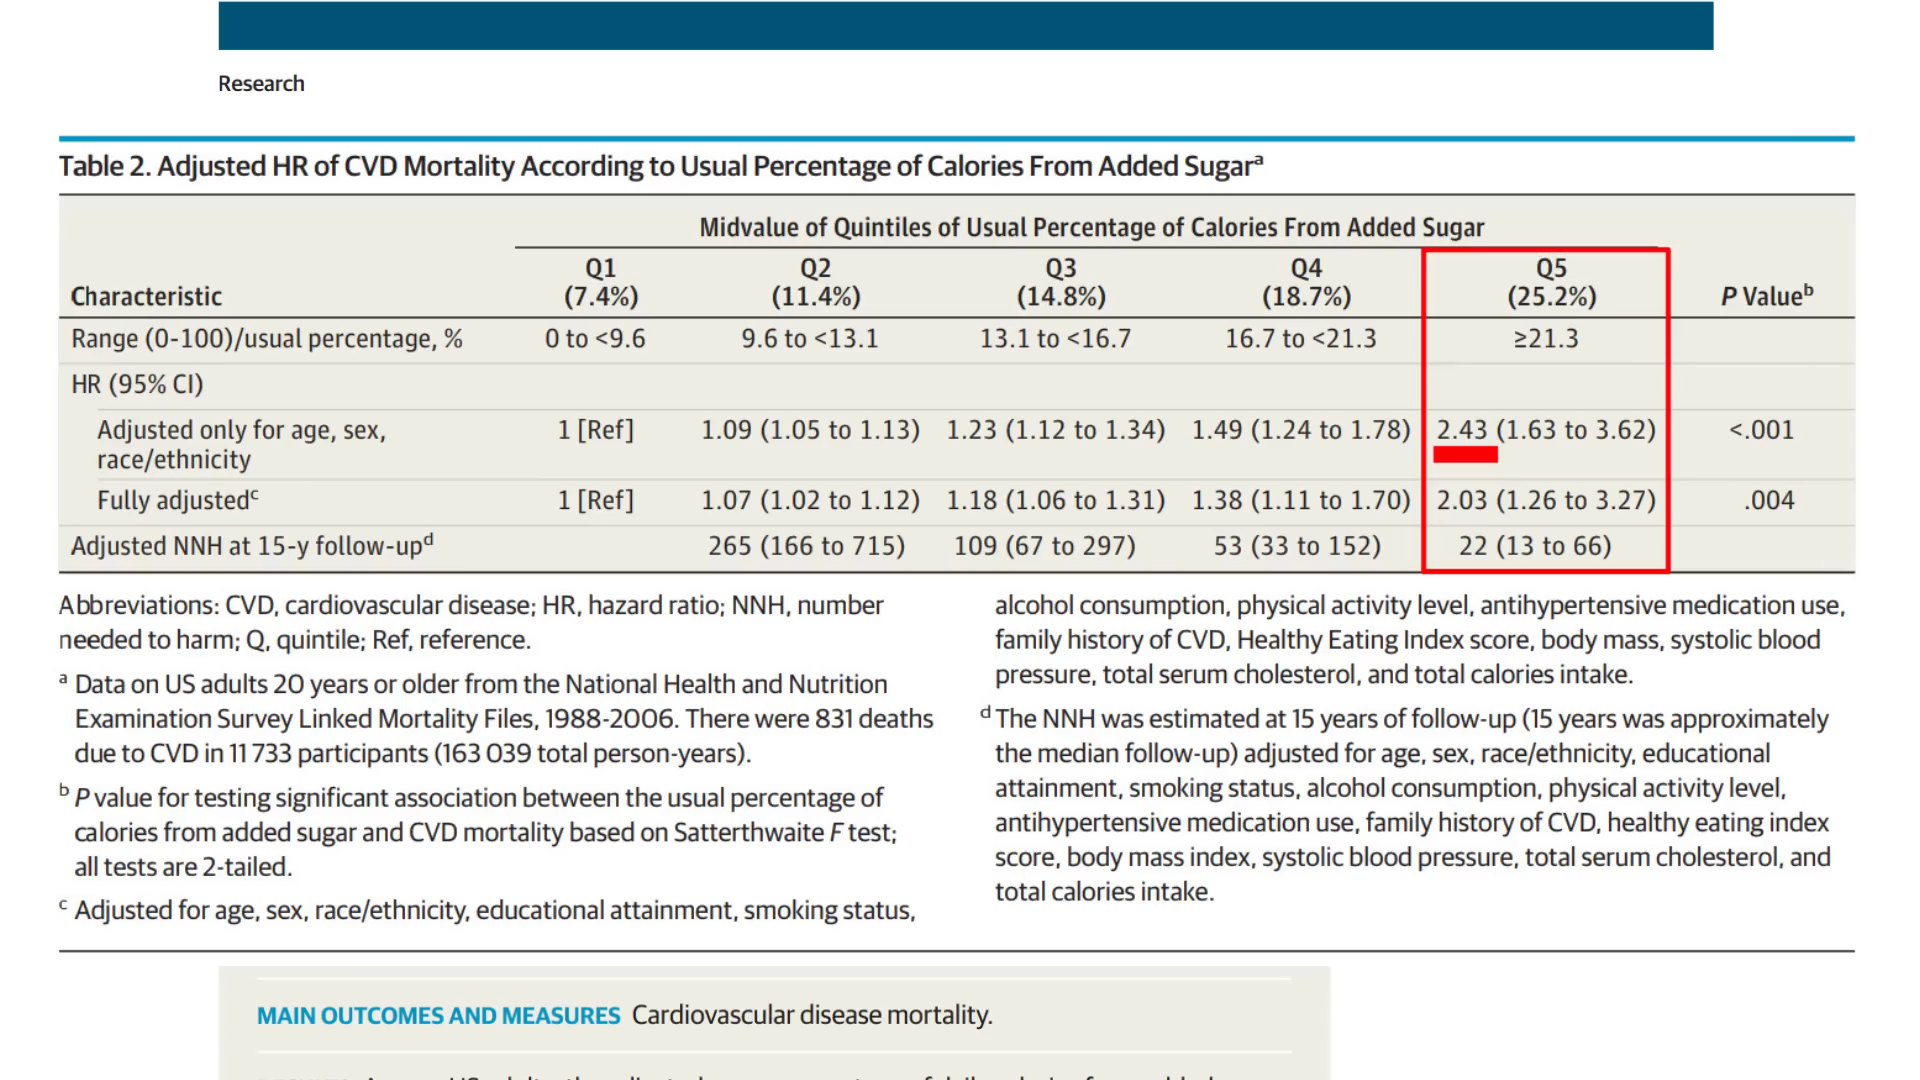 Research
Table 2. Adjusted HR of CVD Mortality According to Usual Percentage of Calories From Added Sugarᵃ
Midvalue of Quintiles of Usual Percentage of Calories From Added Sugar
Characteristic Q1 (7.4%) Q2 (11.4%) Q3 (14.8%) Q4 (18.7%) Q5 (25.2%) P Valueᵇ
Range (0-100)/usual percentage, % 0 to <9.6 9.6 to <13.1 13.1 to <16.7 16.7 to <21.3 ≥21.3
HR (95% CI)
Adjusted only for age, sex, 1 [Ref] 1.09 (1.05 to 1.13) 1.23 (1.12 to 1.34) 1.49 (1.24 to 1.78) 2.43 (1.63 to 3.62) <.001
race/ethnicity
Fully adjustedᶜ 1 [Ref] 1.07 (1.02 to 1.12) 1.18 (1.06 to 1.31) 1.38 (1.11 to 1.70) 2.03 (1.26 to 3.27) .004
Adjusted NNH at 15-y follow-upᵈ 265 (166 to 715) 109 (67 to 297) 53 (33 to 152) 22 (13 to 66)
Abbreviations: CVD, cardiovascular disease; HR, hazard ratio; NNH, number
needed to harm; Q, quintile; Ref, reference.
ᵃ Data on US adults 20 years or older from the National Health and Nutrition
Examination Survey Linked Mortality Files, 1988-2006. There were 831 deaths
due to CVD in 11 733 participants (163 039 total person-years).
ᵇ P value for testing significant association between the usual percentage of
calories from added sugar and CVD mortality based on Satterthwaite F test;
all tests are 2-tailed.
ᶜ Adjusted for age, sex, race/ethnicity, educational attainment, smoking status,
alcohol consumption, physical activity level, antihypertensive medication use,
family history of CVD, Healthy Eating Index score, body mass, systolic blood
pressure, total serum cholesterol, and total calories intake.
ᵈ The NNH was estimated at 15 years of follow-up (15 years was approximately
the median follow-up) adjusted for age, sex, race/ethnicity, educational
attainment, smoking status, alcohol consumption, physical activity level,
antihypertensive medication use, family history of CVD, healthy eating index
score, body mass index, systolic blood pressure, total serum cholesterol, and
total calories intake.
MAIN OUTCOMES AND MEASURES Cardiovascular disease mortality.